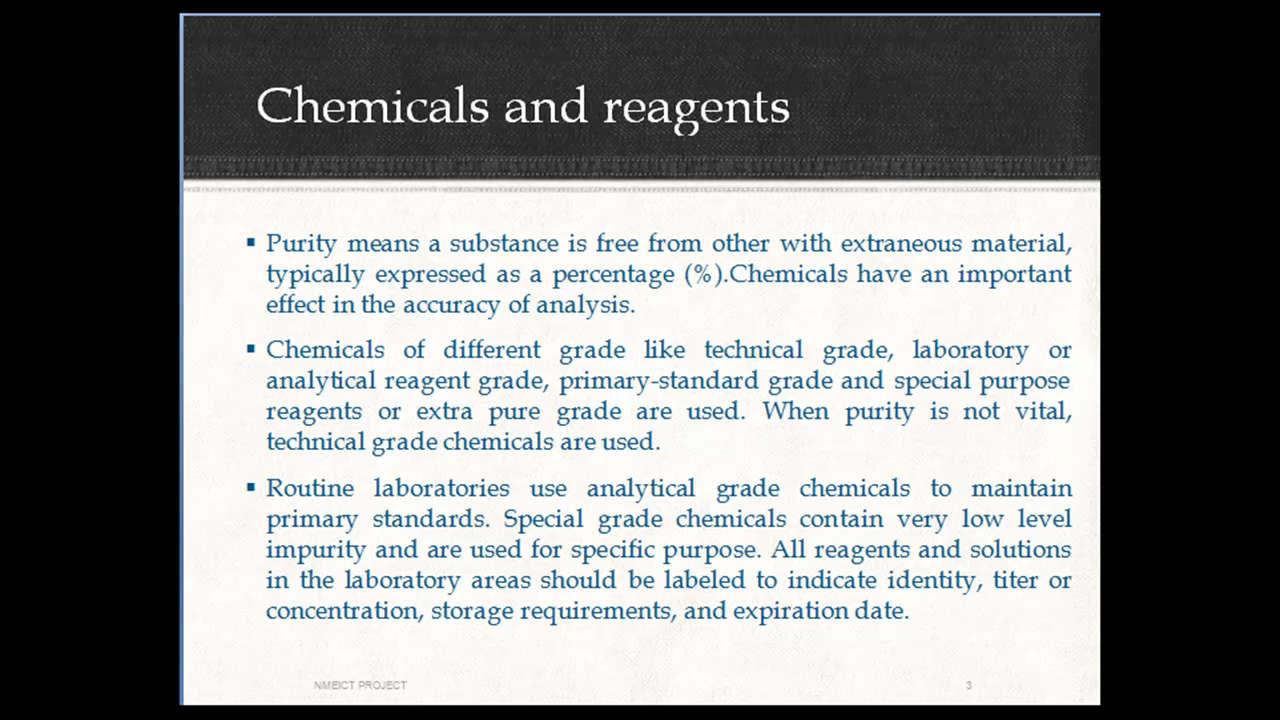 Chemicals and reagents
▪ Purity means a substance is free from other with extraneous material,
typically expressed as a percentage (%).Chemicals have an important
effect in the accuracy of analysis.
▪ Chemicals of different grade like technical grade, laboratory or
analytical reagent grade, primary-standard grade and special purpose
reagents or extra pure grade are used. When purity is not vital,
technical grade chemicals are used.
▪ Routine laboratories use analytical grade chemicals to maintain
primary standards. Special grade chemicals contain very low level
impurity and are used for specific purpose. All reagents and solutions
in the laboratory areas should be labeled to indicate identity, titer or
concentration, storage requirements, and expiration date.
NMEICT PROJECT
3